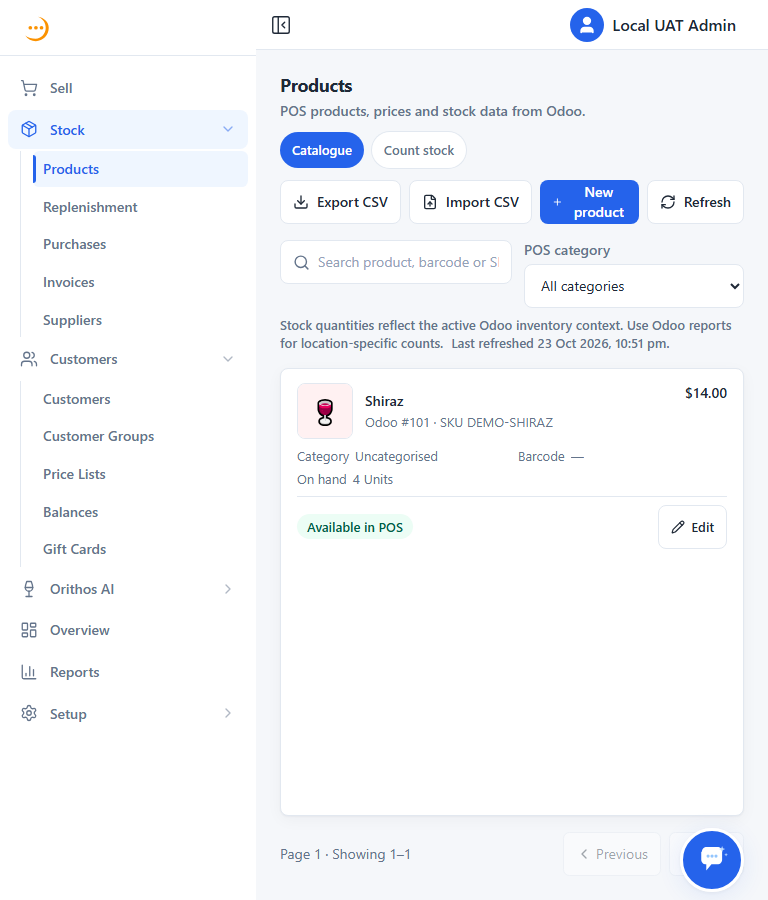 Local UAT Admin
Sell
Stock
Products
Replenishment
Purchases
Invoices
Suppliers
Customers
Customers
Customer Groups
Price Lists
Balances
Gift Cards
Orithos AI
Overview
Reports
Setup
Products
POS products, prices and stock data from Odoo.
Catalogue
Count stock
Export CSV
Import CSV
+ New
product
Refresh
Search product, barcode or S
POS category
All categories
Stock quantities reflect the active Odoo inventory context. Use Odoo reports
for location-specific counts. Last refreshed 23 Oct 2026, 10:51 pm.
Shiraz
$14.00
Odoo #101 · SKU DEMO-SHIRAZ
Category Uncategorised
Barcode —
On hand 4 Units
Available in POS
Edit
Page 1 · Showing 1–1
Previous